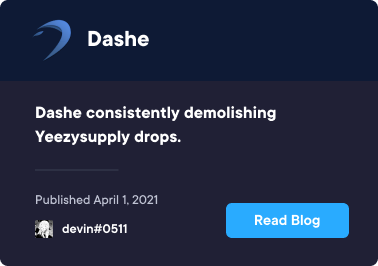 Dashe
Dashe consistently demolishing
Yeezysupply drops.
Published April 1, 2021
devin#0511
Read Blog